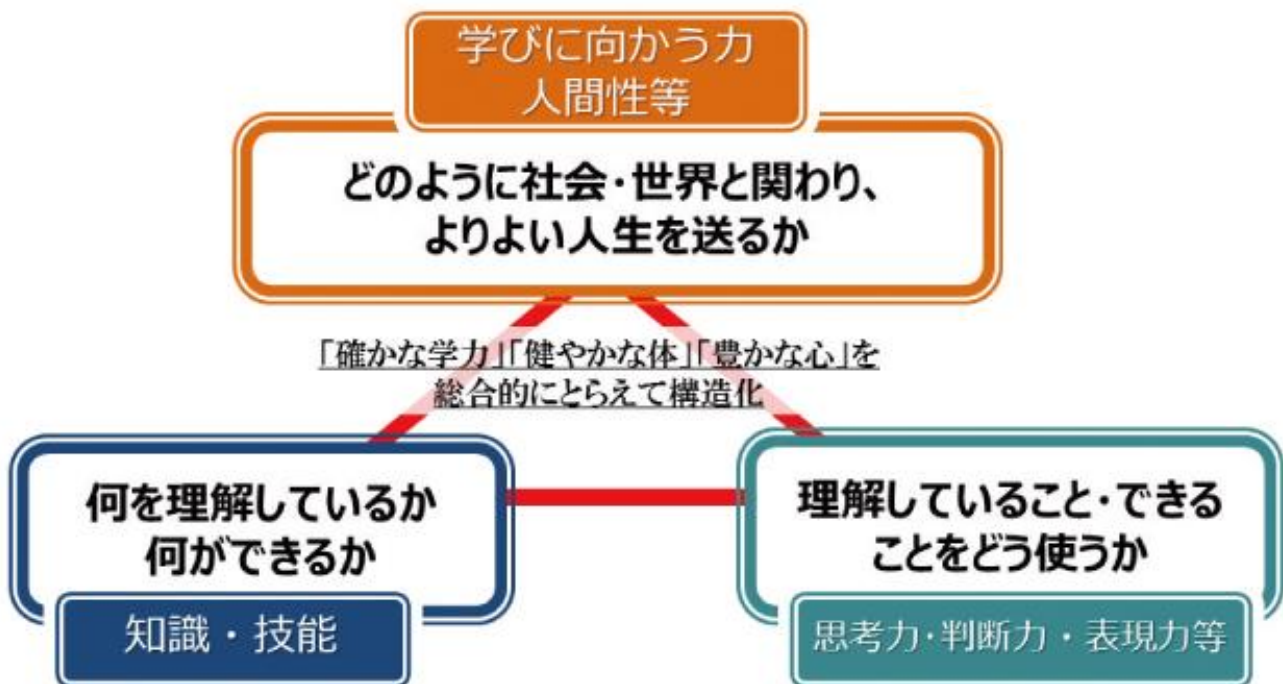 学びに向かう力
人間性等
どのように社会・世界と関わり、
よりよい人生を送るか
「確かな学力」「健やかな体」「豊かな心」を
総合的にとらえて構造化
何を理解しているか
何ができるか
知識・技能
理解していること・できる
ことをどう使うか
思考力・判断力・表現力等